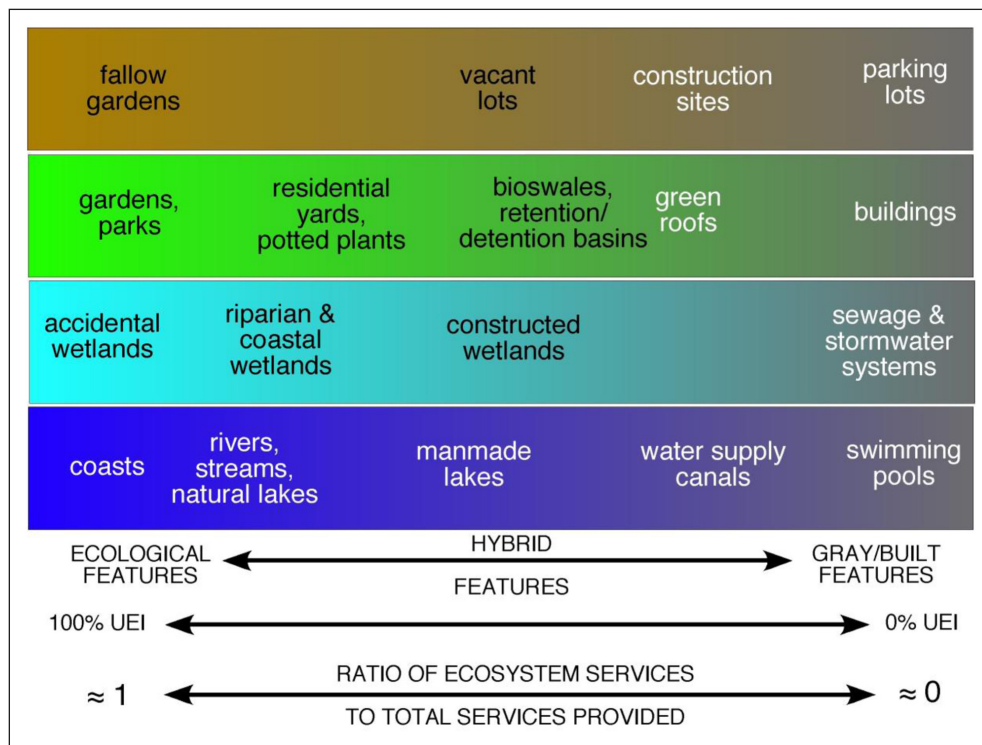 fallow
gardens
vacant
lots
construction
sites
parking
lots
gardens,
parks
residential
yards,
potted plants
bioswales,
retention/
detention basins
green
roofs
buildings
accidental
wetlands
riparian &
coastal
wetlands
constructed
wetlands
sewage &
stormwater
systems
coasts
rivers,
streams,
natural lakes
manmade
lakes
water supply
canals
swimming
pools
ECOLOGICAL
FEATURES
HYBRID
FEATURES
GRAY/BUILT
FEATURES
100% UEI
0% UEI
≈ 1
RATIO OF ECOSYSTEM SERVICES
TO TOTAL SERVICES PROVIDED
≈ 0